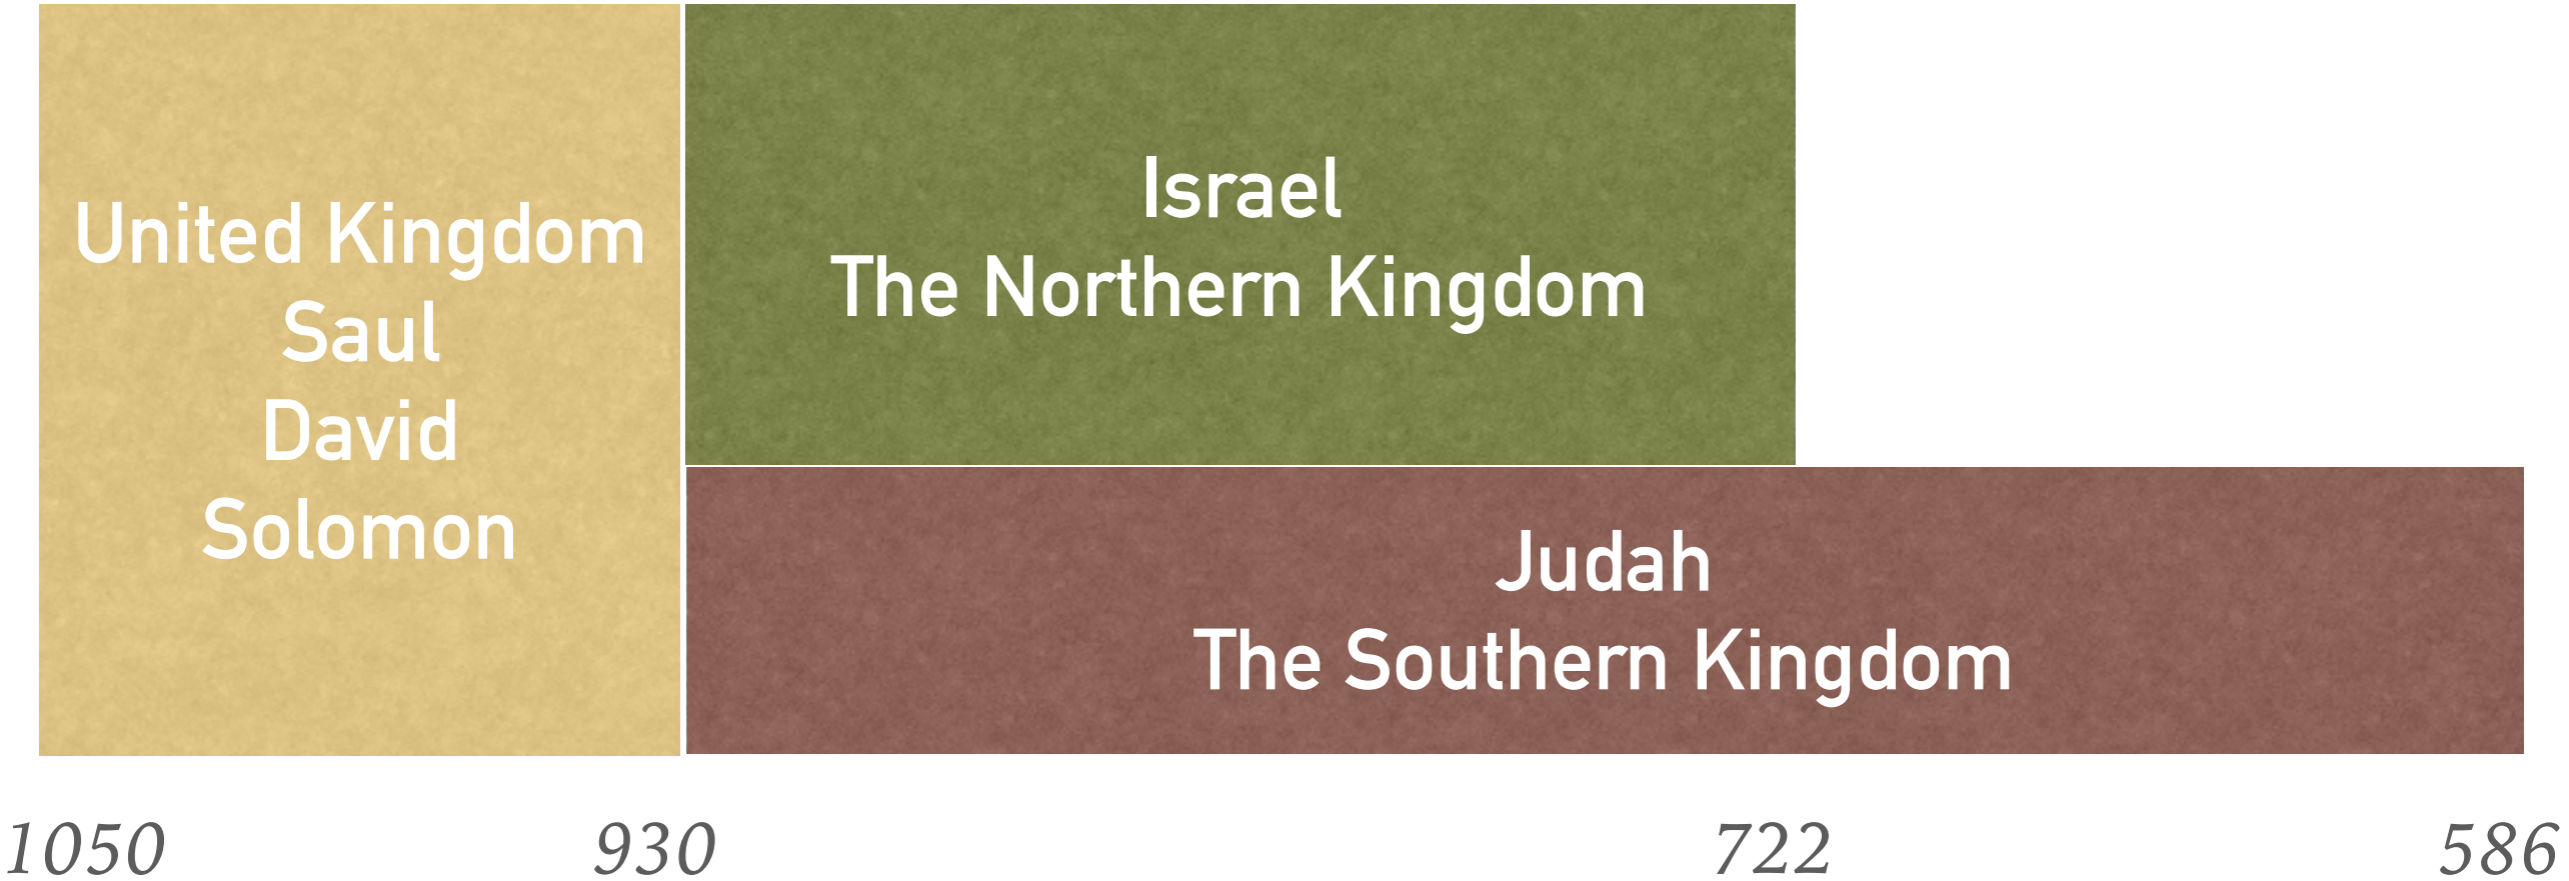 United Kingdom
Saul
David
Solomon
Israel
The Northern Kingdom
Judah
The Southern Kingdom
1050
930
722
586